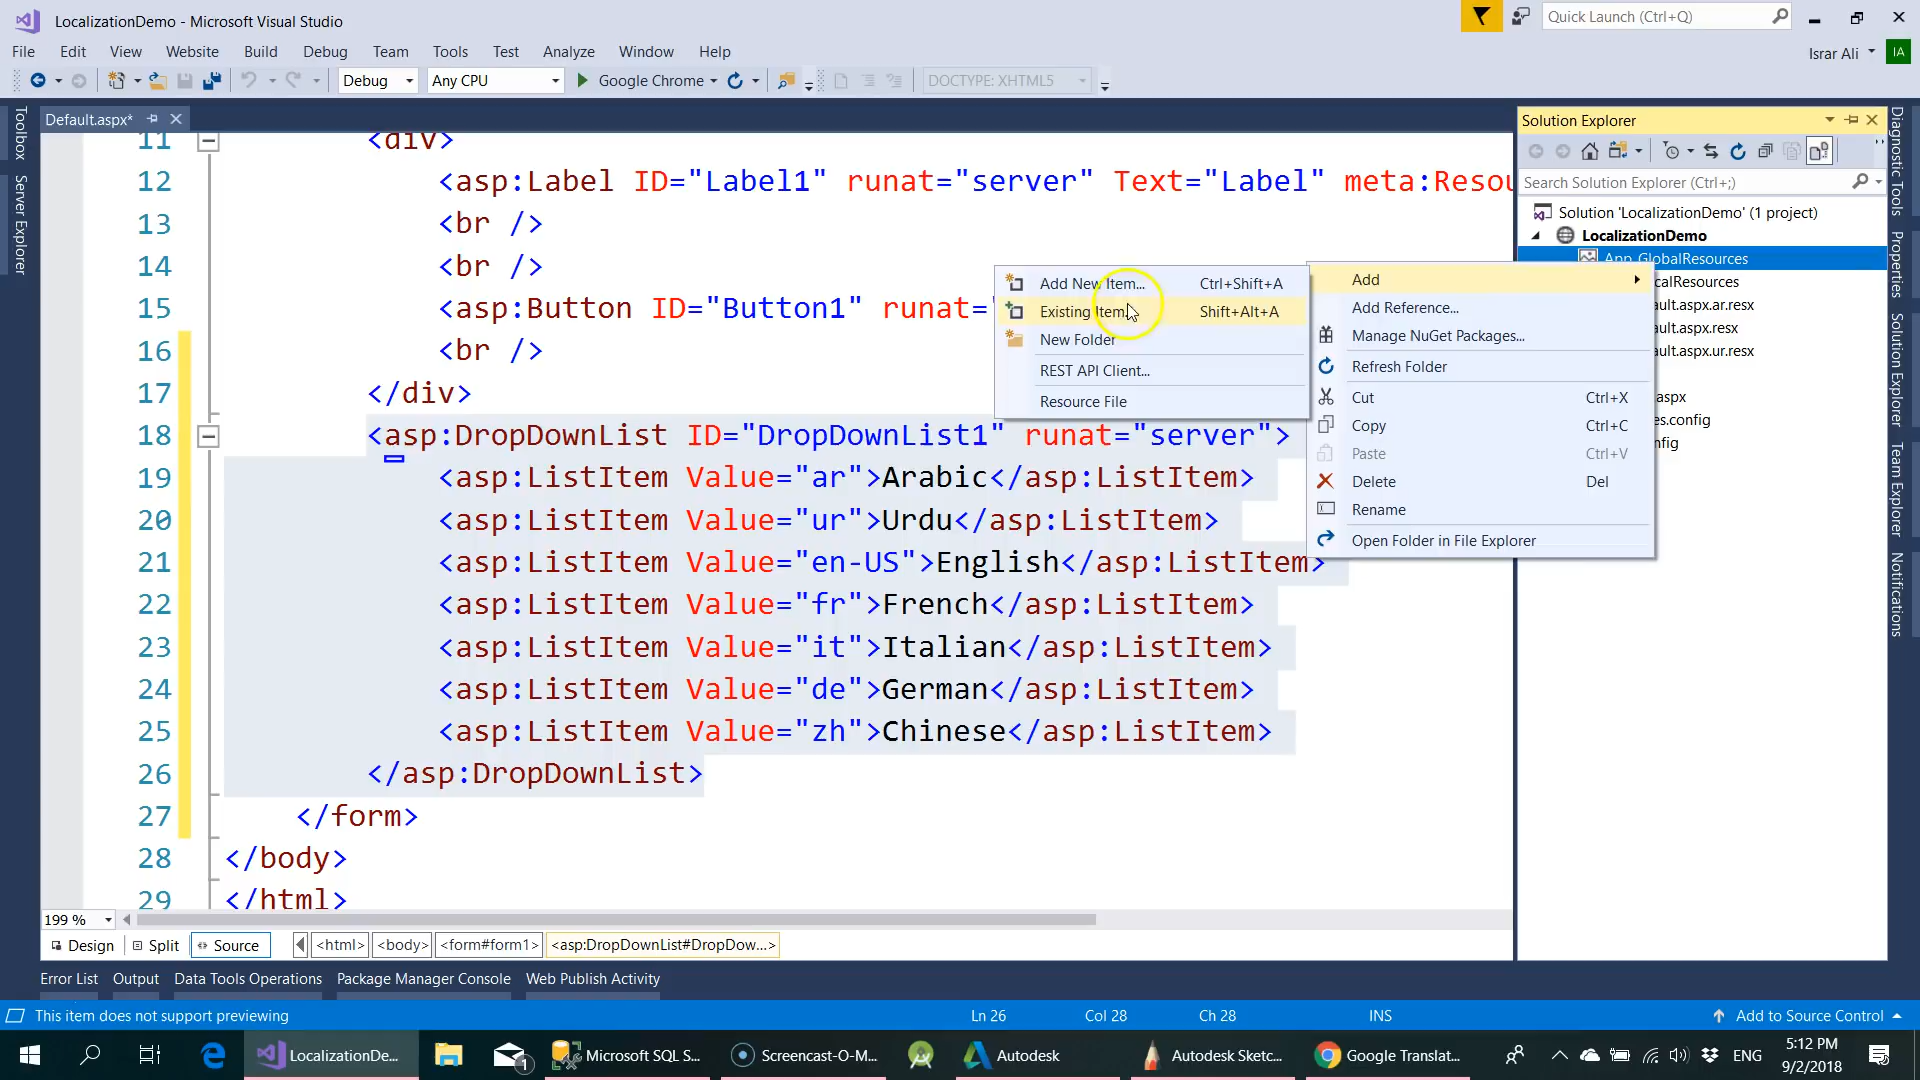 LocalizationDemo - Microsoft Visual Studio
Quick Launch (Ctrl+Q)
File Edit View Website Build Debug Team Tools Test Analyze Window Help
Israr Ali IA
Debug Any CPU Google Chrome DOCTYPE: XHTML5
Toolbox
Server Explorer
Default.aspx*
11 <div>
12 <asp:Label ID="Label1" runat="server" Text="Label" meta:Resou
13 <br />
14 <br />
15 <asp:Button ID="Button1" runat="
16 <br />
17 </div>
18 <asp:DropDownList ID="DropDownList1" runat="server">
19 <asp:ListItem Value="ar">Arabic</asp:ListItem>
20 <asp:ListItem Value="ur">Urdu</asp:ListItem>
21 <asp:ListItem Value="en-US">English</asp:ListItem>
22 <asp:ListItem Value="fr">French</asp:ListItem>
23 <asp:ListItem Value="it">Italian</asp:ListItem>
24 <asp:ListItem Value="de">German</asp:ListItem>
25 <asp:ListItem Value="zh">Chinese</asp:ListItem>
26 </asp:DropDownList>
27 </form>
28 </body>
29 </html>
Add New Item... Ctrl+Shift+A
Existing Item... Shift+Alt+A
New Folder
REST API Client...
Resource File
Add
Add Reference...
Manage NuGet Packages...
Refresh Folder
Cut Ctrl+X
Copy Ctrl+C
Paste Ctrl+V
Delete Del
Rename
Open Folder in File Explorer
Solution Explorer
Search Solution Explorer (Ctrl+;)
Solution 'LocalizationDemo' (1 project)
LocalizationDemo
App_GlobalResources
calResources
ault.aspx.ar.resx
ault.aspx.resx
ault.aspx.ur.resx
aspx
es.config
nfig
Diagnostic Tools
Properties
Solution Explorer
Team Explorer
Notifications
199 %
Design Split Source <html> <body> <form#form1> <asp:DropDownList#DropDow...>
Error List Output Data Tools Operations Package Manager Console Web Publish Activity
This item does not support previewing Ln 26 Col 28 Ch 28 INS Add to Source Control
LocalizationDe... 1 Microsoft SQL S... Screencast-O-M... Autodesk Autodesk Sketc... Google Translat... ENG
5:12 PM
9/2/2018